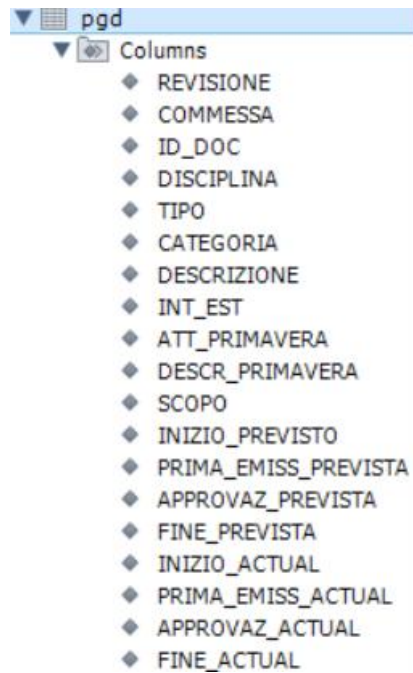 pgd
Columns
REVISIONE
COMMESSA
ID_DOC
DISCIPLINA
TIPO
CATEGORIA
DESCRIZIONE
INT_EST
ATT_PRIMAVERA
DESCR_PRIMAVERA
SCOPO
INIZIO_PREVISTO
PRIMA_EMISS_PREVISTA
APPROVAZ_PREVISTA
FINE_PREVISTA
INIZIO_ACTUAL
PRIMA_EMISS_ACTUAL
APPROVAZ_ACTUAL
FINE_ACTUAL